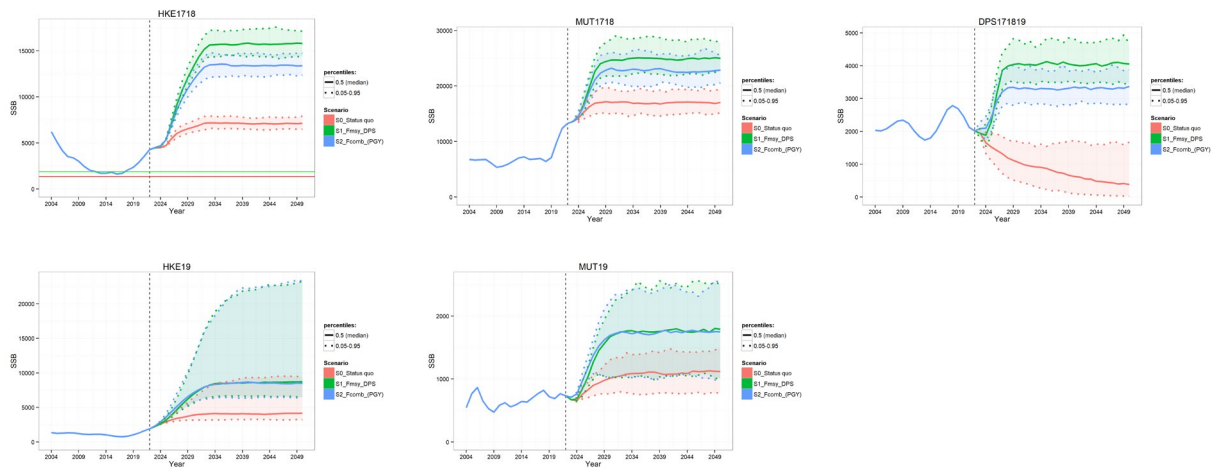 HKE1718
SSB
15000
10000
5000
0
2004 2009 2014 2019 2024 2029 2034 2039 2044 2049
Year
percentiles:
0.5 (median)
0.05-0.95
Scenario
S0_Status quo
S1_Fmsy_DPS
S2_Fcomb_(PGY)
MUT1718
SSB
30000
20000
10000
0
2004 2009 2014 2019 2024 2029 2034 2039 2044 2049
Year
percentiles:
0.5 (median)
0.05-0.95
Scenario
S0_Status quo
S1_Fmsy_DPS
S2_Fcomb_(PGY)
DPS171819
SSB
5000
4000
3000
2000
1000
0
2004 2009 2014 2019 2024 2029 2034 2039 2044 2049
Year
percentiles:
0.5 (median)
0.05-0.95
Scenario
S0_Status quo
S1_Fmsy_DPS
S2_Fcomb_(PGY)
HKE19
SSB
20000
15000
10000
5000
0
2004 2009 2014 2019 2024 2029 2034 2039 2044 2049
Year
percentiles:
0.5 (median)
0.05-0.95
Scenario
S0_Status quo
S1_Fmsy_DPS
S2_Fcomb_(PGY)
MUT19
SSB
2000
1000
0
2004 2009 2014 2019 2024 2029 2034 2039 2044 2049
Year
percentiles:
0.5 (median)
0.05-0.95
Scenario
S0_Status quo
S1_Fmsy_DPS
S2_Fcomb_(PGY)